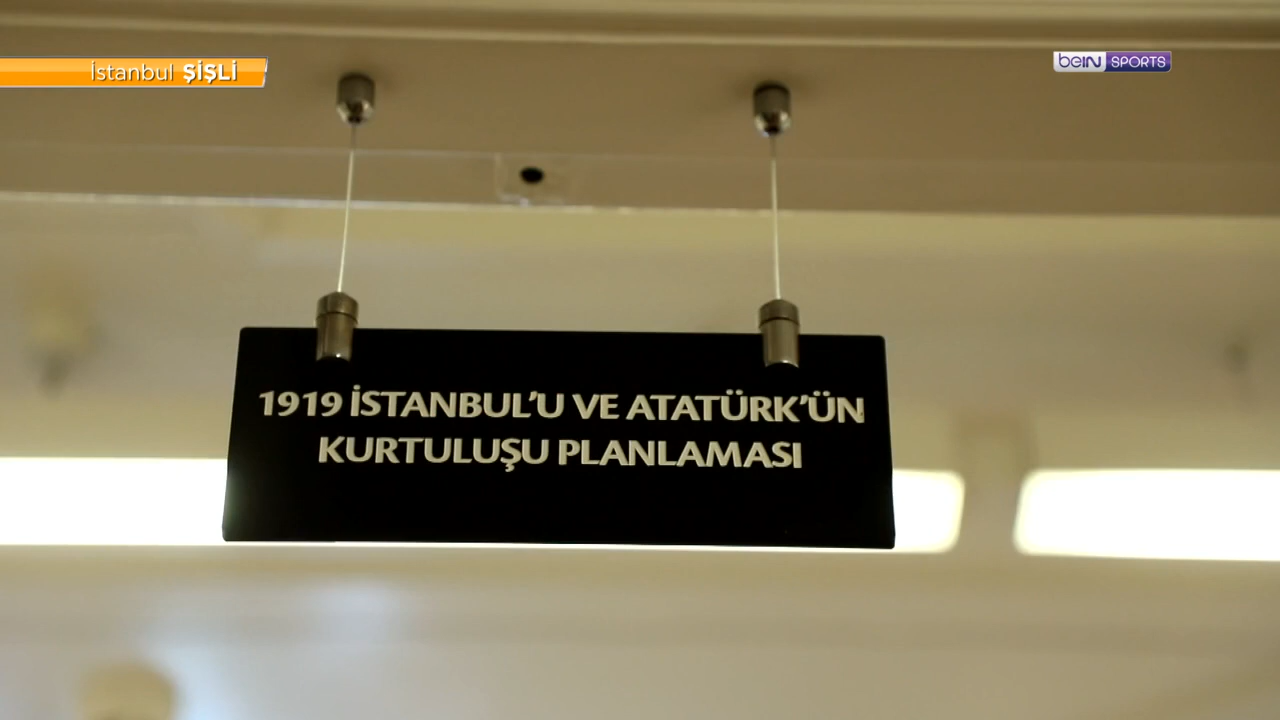 İstanbul ŞİŞLİ
beIN SPORTS
1919 İSTANBUL'U VE ATATÜRK'ÜN
KURTULUŞU PLANLAMASI